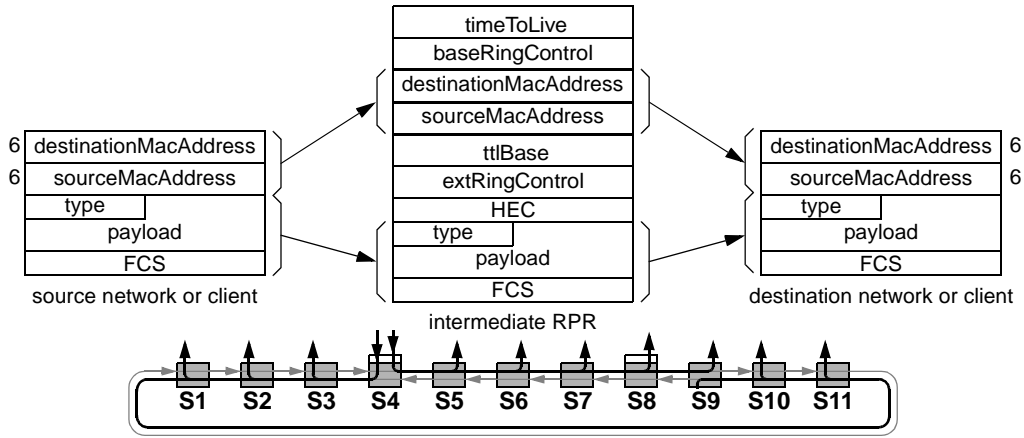 timeToLive
baseRingControl
destinationMacAddress
sourceMacAddress
ttlBase
extRingControl
HEC
type
payload
FCS
intermediate RPR
6 destinationMacAddress
6 sourceMacAddress
type
payload
FCS
source network or client
destinationMacAddress 6
sourceMacAddress 6
type
payload
FCS
destination network or client
S1 S2 S3 S4 S5 S6 S7 S8 S9 S10 S11